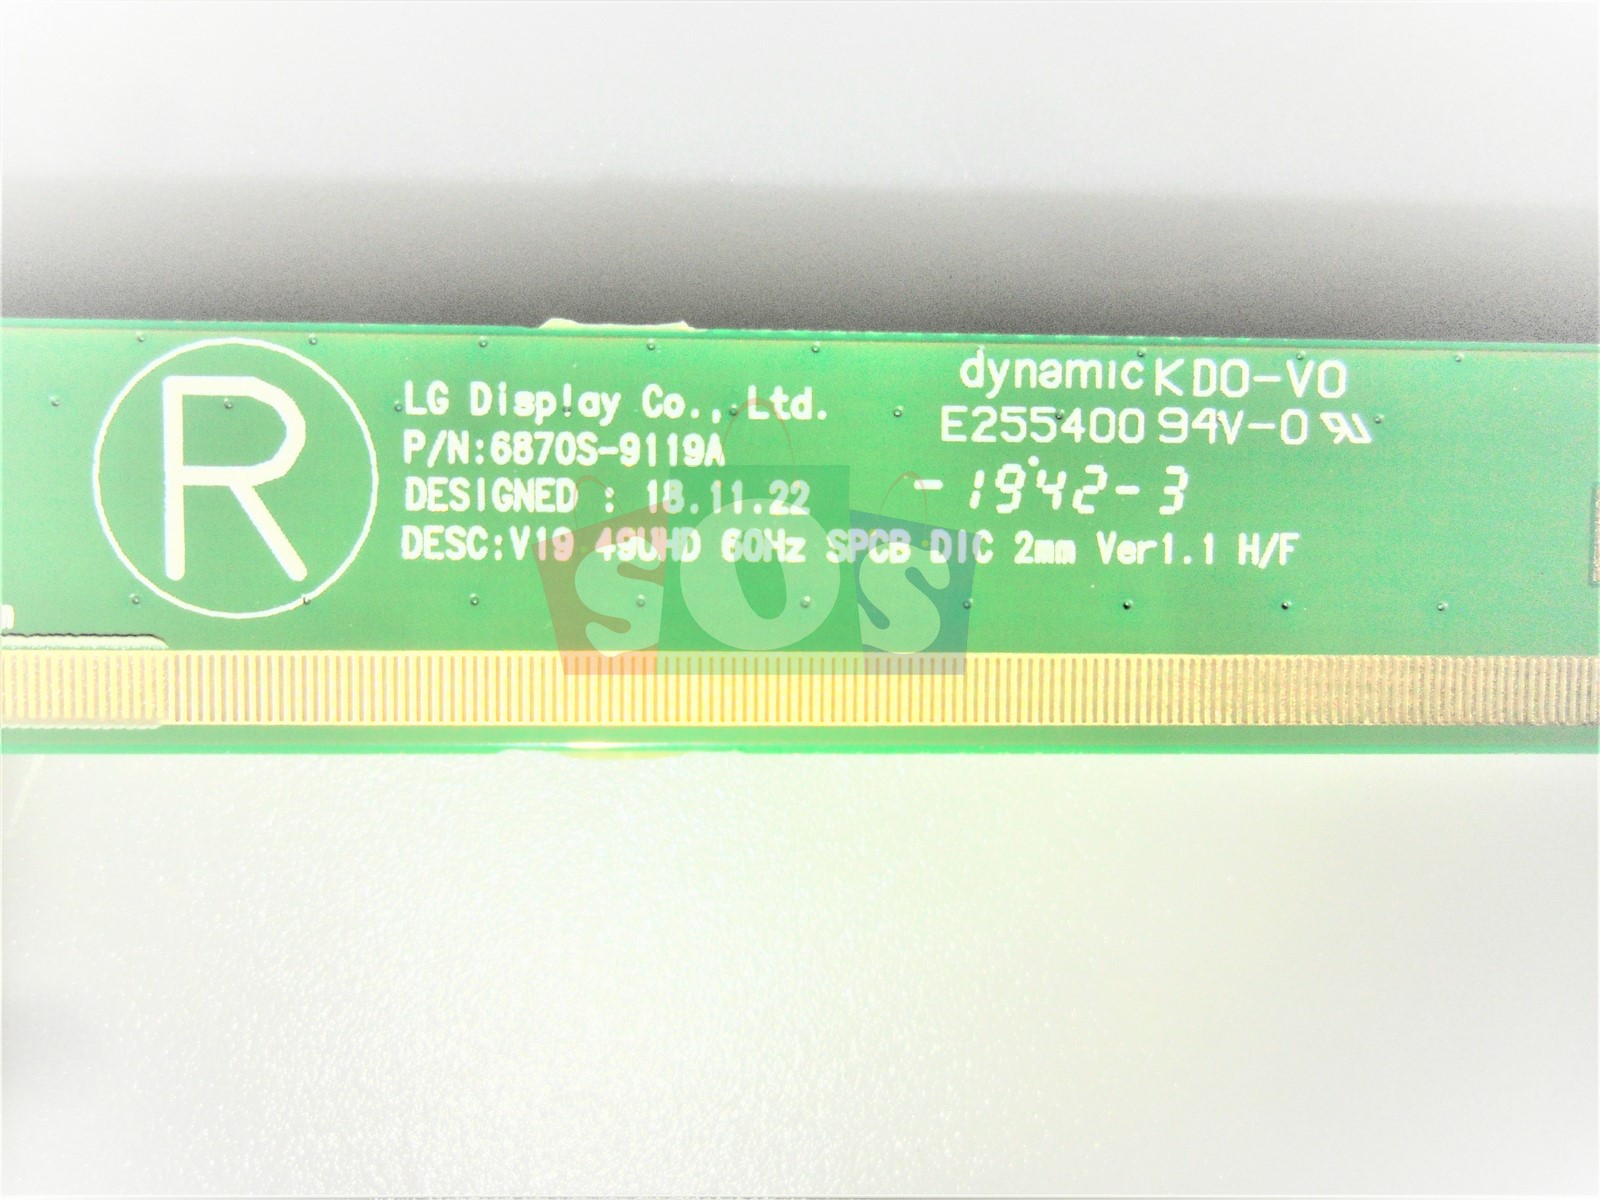 R
LG Display Co., Ltd.
P/N:6870S-9119A
DESIGNED : 18.11.22
DESC:V19 49UHD 60Hz SPCB DIC 2mm Ver1.1 H/F
dynamic KDO-V0
E255400 94V-0
-1942-3
SOS